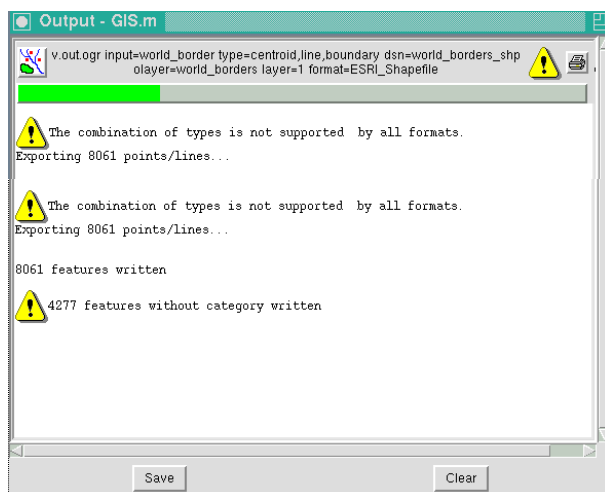 Output - GIS.m
v.out.ogr input=world_border type=centroid,line,boundary dsn=world_borders_shp
olayer=world_borders layer=1 format=ESRI_Shapefile
The combination of types is not supported by all formats.
Exporting 8061 points/lines...
The combination of types is not supported by all formats.
Exporting 8061 points/lines...
8061 features written
4277 features without category written
Save
Clear